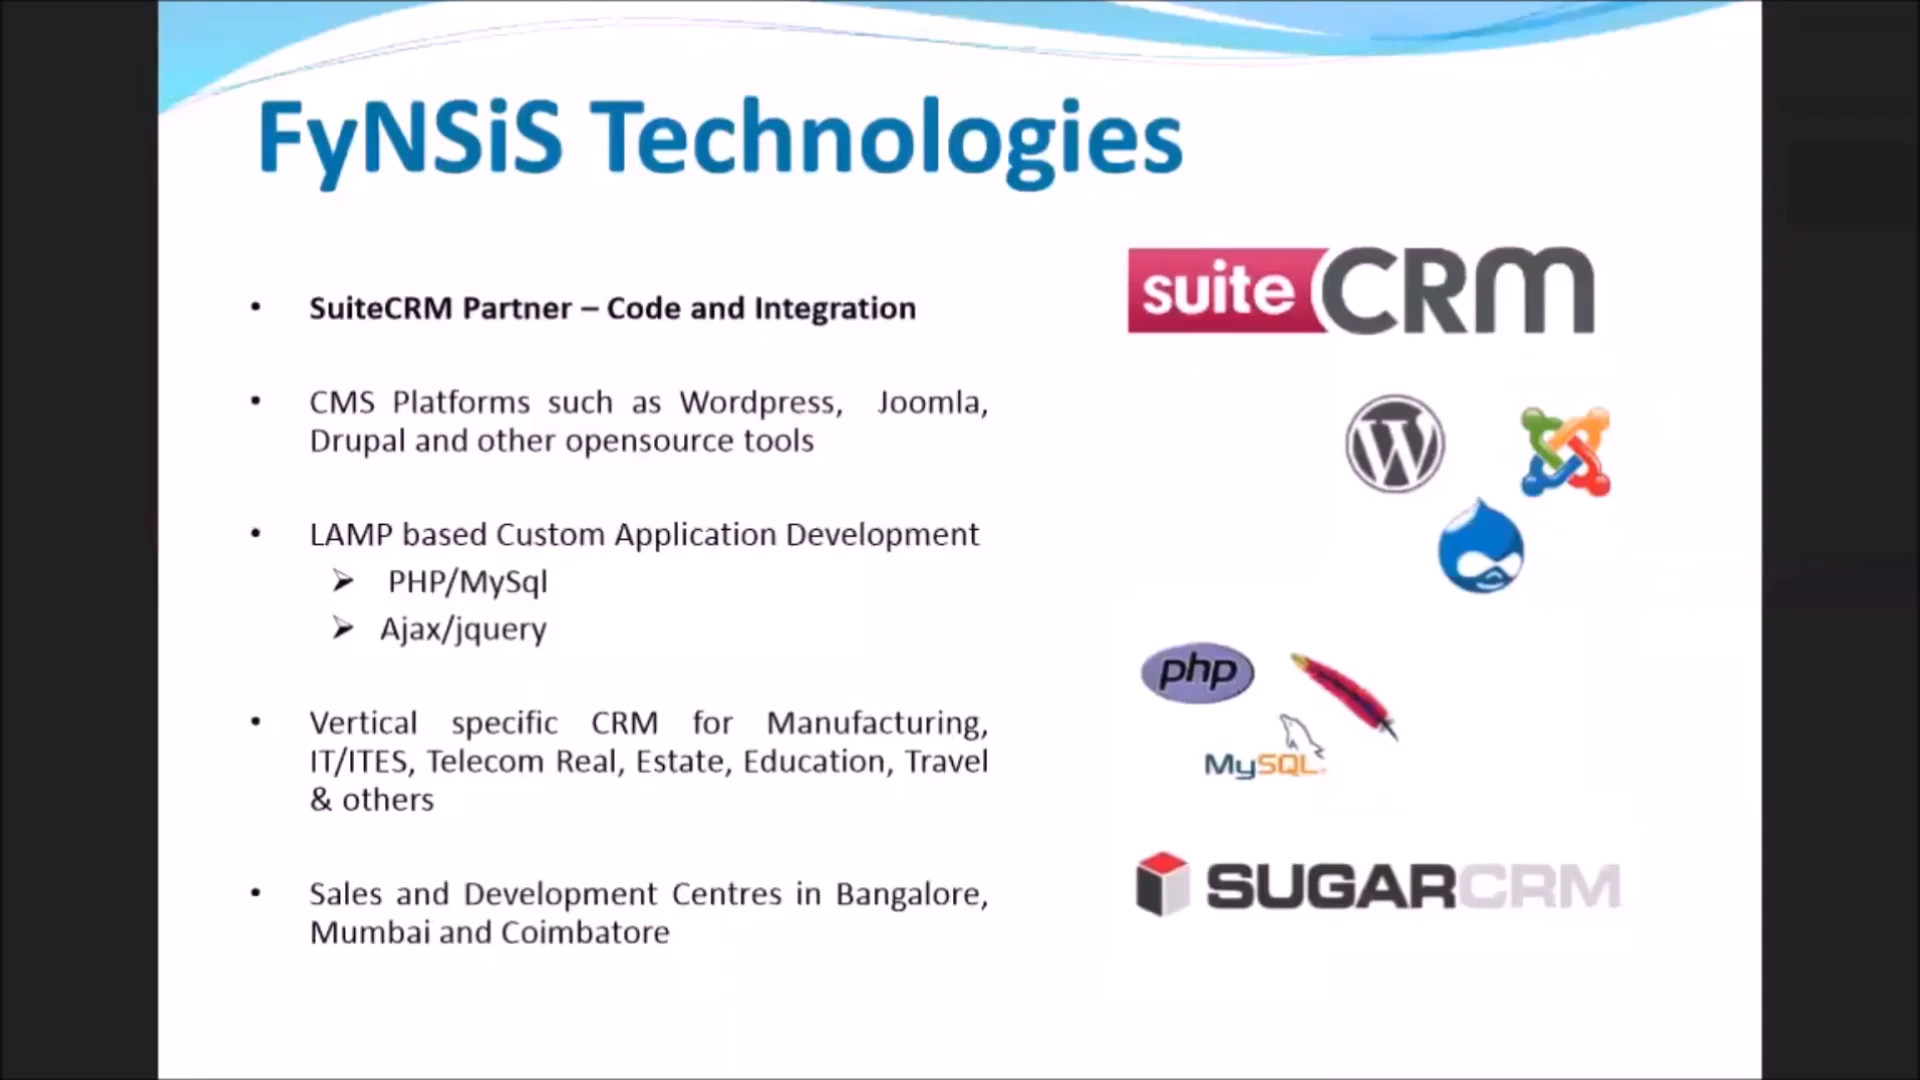 FyNSiS Technologies
• SuiteCRM Partner – Code and Integration
• CMS Platforms such as Wordpress, Joomla,
Drupal and other opensource tools
• LAMP based Custom Application Development
➢ PHP/MySql
➢ Ajax/jquery
• Vertical specific CRM for Manufacturing,
IT/ITES, Telecom Real, Estate, Education, Travel
& others
• Sales and Development Centres in Bangalore,
Mumbai and Coimbatore
suiteCRM
php
MySQL
SUGARCRM